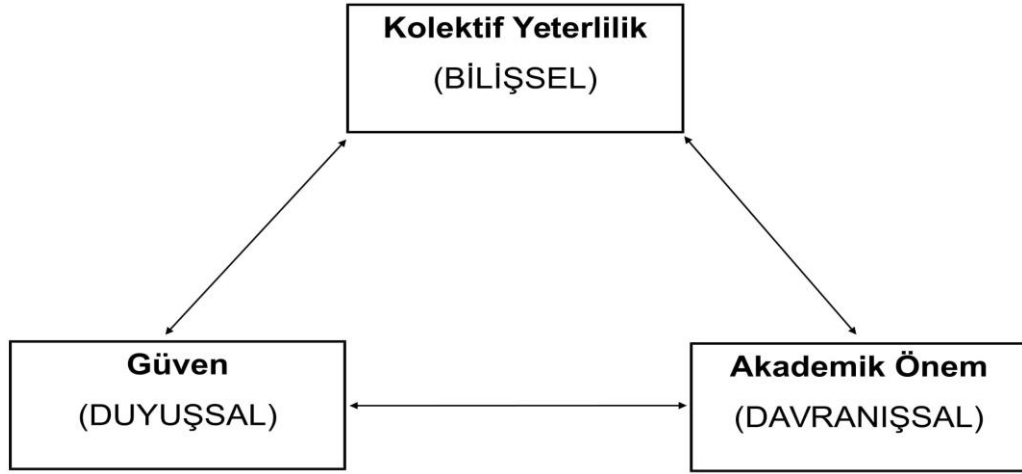 Kolektif Yeterlilik
(BİLİŞSEL)
Güven
(DUYUŞSAL)
Akademik Önem
(DAVRANIŞSAL)